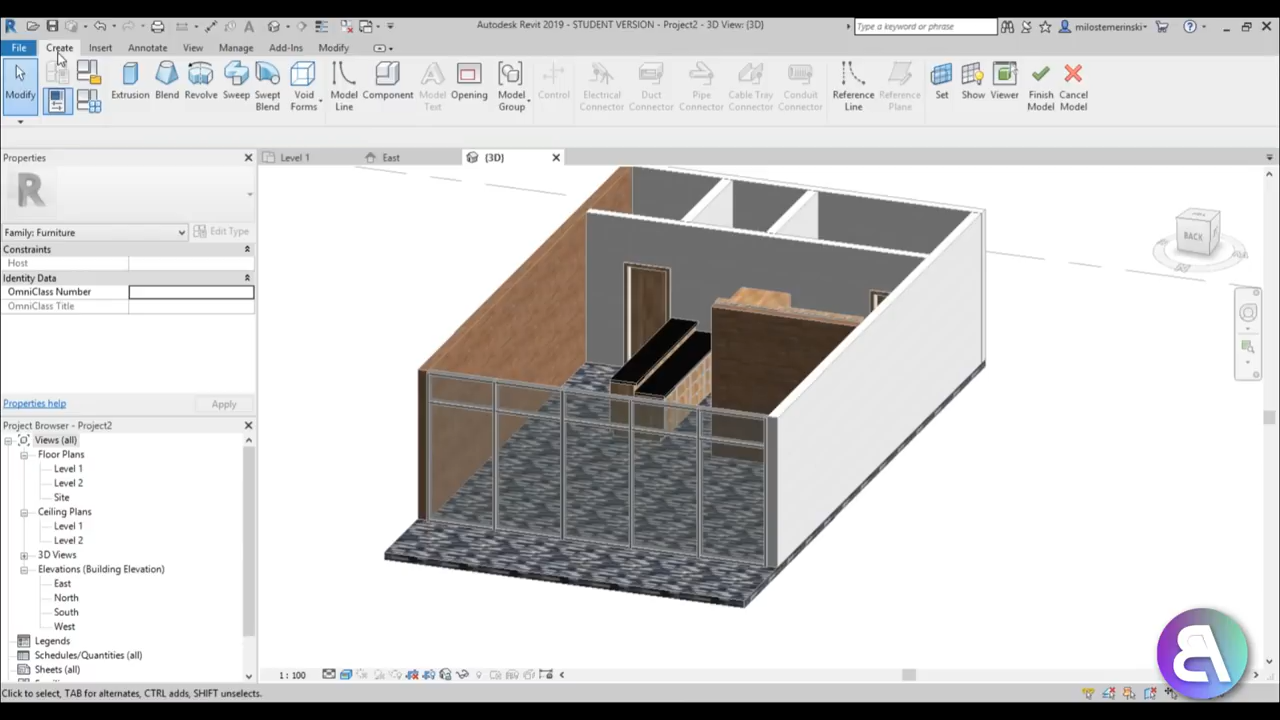 Autodesk Revit 2019 - STUDENT VERSION - Project2 - 3D View: {3D}
Type a keyword or phrase
milostemerinski
File Create Insert Annotate View Manage Add-Ins Modify
Modify Extrusion Blend Revolve Sweep Swept Blend Void Forms Model Line Component Model Text Opening Model Group Control Electrical Connector Duct Connector Pipe Connector Cable Tray Connector Conduit Connector Reference Line Reference Plane Set Show Viewer Finish Model Cancel Model
Properties
Level 1 East {3D}
R
Family: Furniture Edit Type
Constraints
Host
Identity Data
OmniClass Number
OmniClass Title
Properties help Apply
Project Browser - Project2
Views (all)
Floor Plans
Level 1
Level 2
Site
Ceiling Plans
Level 1
Level 2
3D Views
Elevations (Building Elevation)
East
North
South
West
Legends
Schedules/Quantities (all)
Sheets (all)
BACK
1 : 100
Click to select, TAB for alternates, CTRL adds, SHIFT unselects.